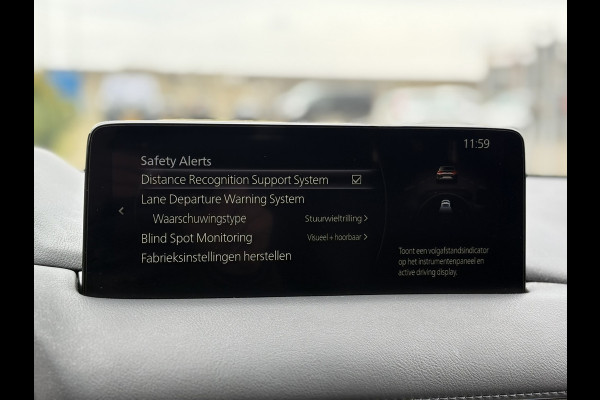 11:59
Safety Alerts
Distance Recognition Support System
Lane Departure Warning System
Waarschuwingstype Stuurwieltrilling
Blind Spot Monitoring Visueel + hoorbaar
Fabrieksinstellingen herstellen
Toont een volgafstandsindicator
op het instrumentenpaneel en
active driving display.